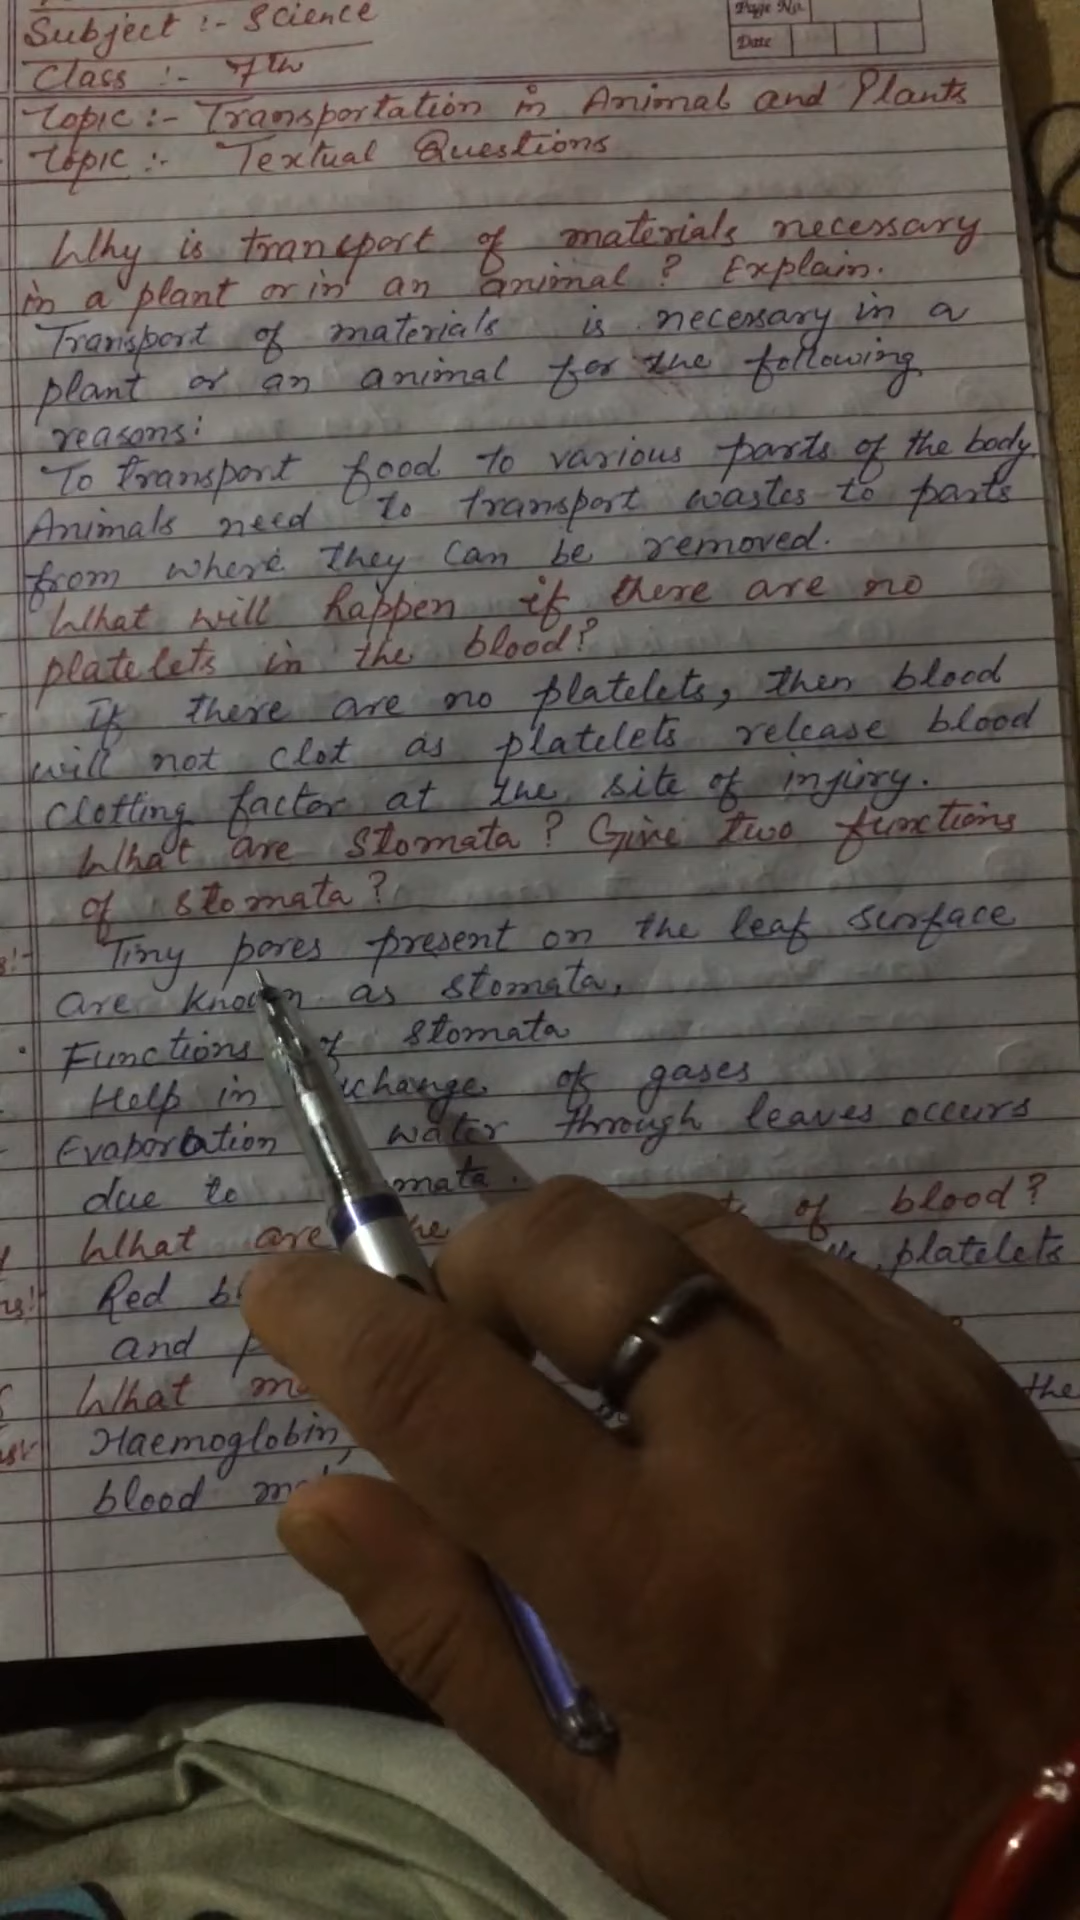 Subject :- Science
Page No.
Date
Class :- 7th
Topic :- Transportation in Animal and Plants
Topic :- Textual Questions
Why is transport of materials necessary
in a plant or in an animal? Explain.
Transport of materials is necessary in a
plant or an animal for the following
reasons:
To transport food to various parts of the body
Animals need to transport wastes to parts
from where they can be removed.
What will happen if there are no
platelets in the blood?
If there are no platelets, then blood
will not clot as platelets release blood
clotting factor at the site of injury.
What are stomata? Give two functions
of stomata?
Tiny pores present on the leaf surface
are known as stomata,
Functions stomata
Help in of gases
Evaporation water through leaves occurs
due to
What are of blood?
Red platelets
and
What the
Haemoglobin,
blood